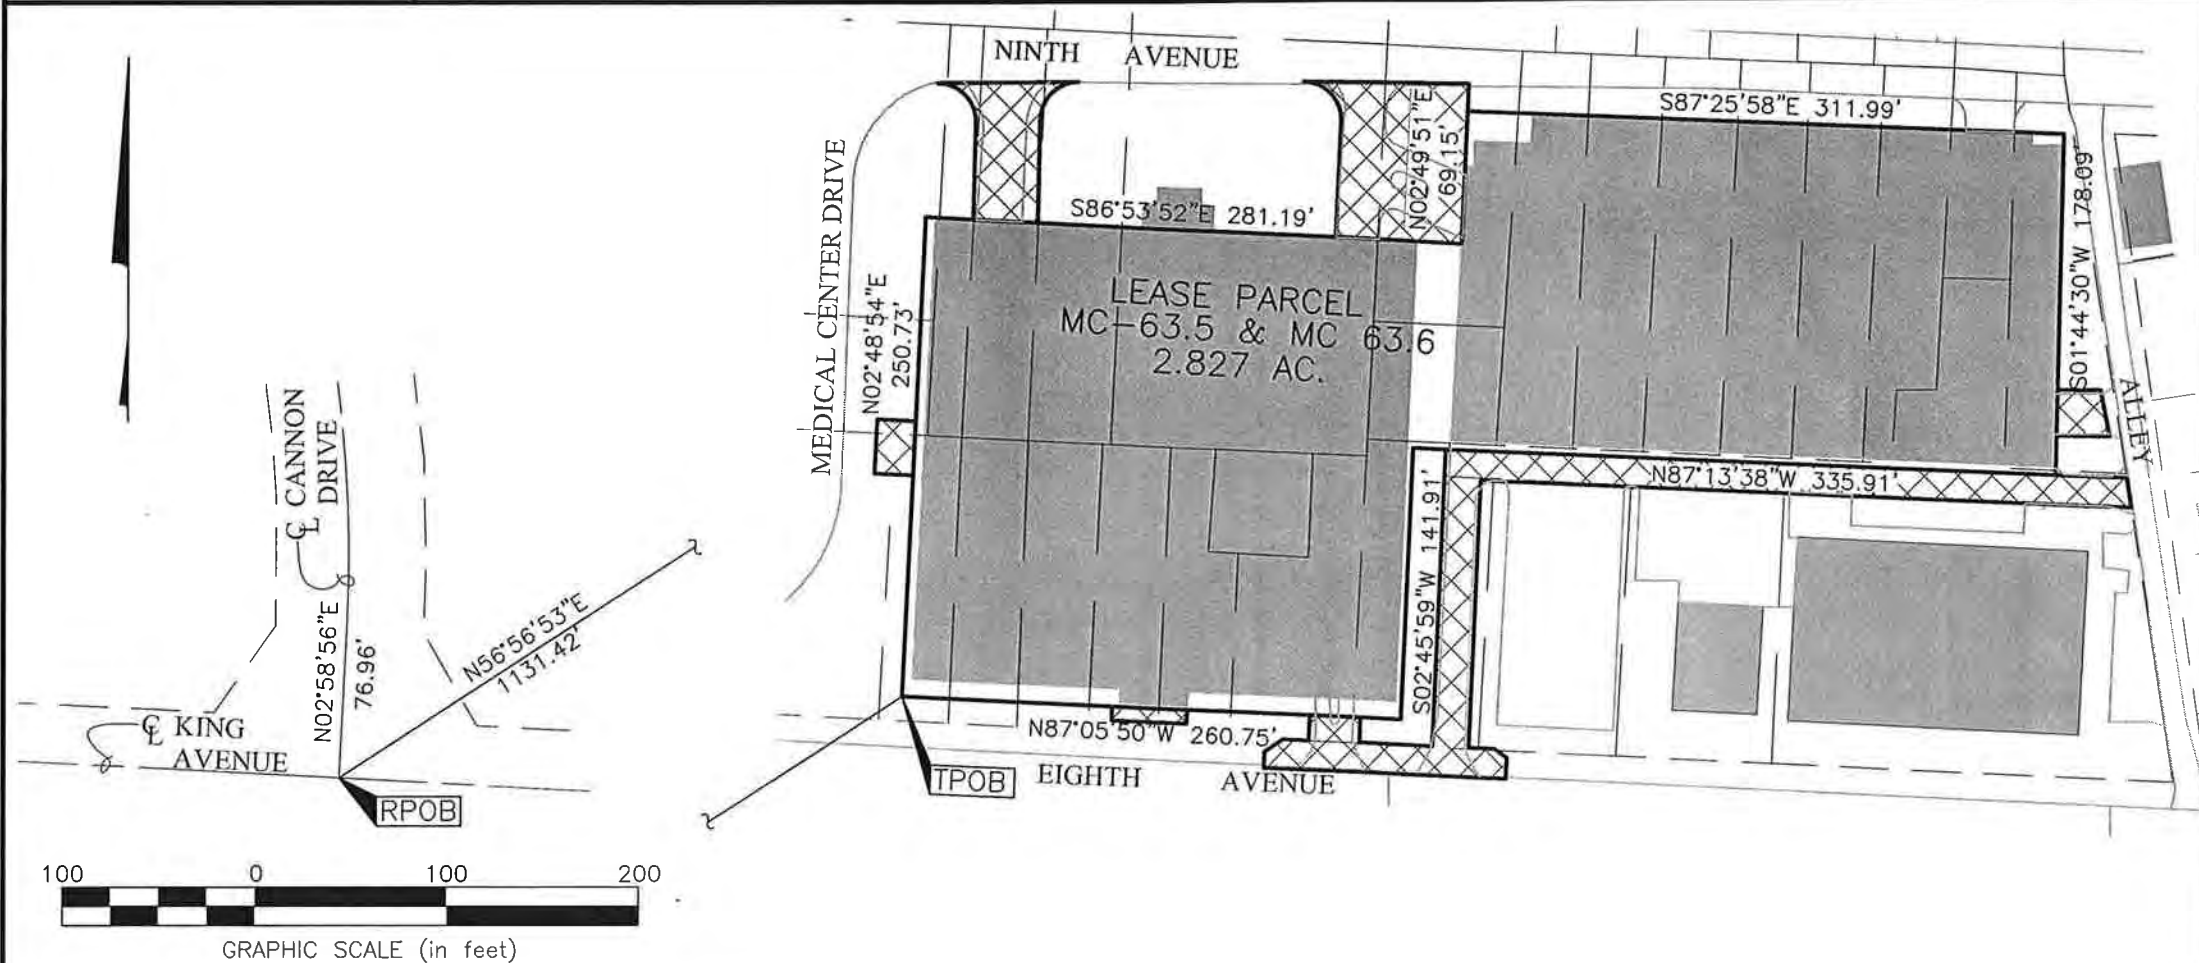 NINTH AVENUE
S87°25'58"E 311.99'
N02°49'51"E
69.15'
MEDICAL CENTER DRIVE
S86°53'52"E 281.19'
S01°44'30"W 178.09'
N02°48'54"E
250.73'
LEASE PARCEL
MC-63.5 & MC 63.6
2.827 AC.
ALLEY
℄ CANNON
DRIVE
N87°13'38"W 335.91'
S02°45'59"W 141.91'
N02°58'56"E
76.96'
N56°56'53"E
1131.42'
℄ KING
AVENUE
N87°05'50"W 260.75'
EIGHTH AVENUE
TPOB
RPOB
100 0 100 200
GRAPHIC SCALE (in feet)